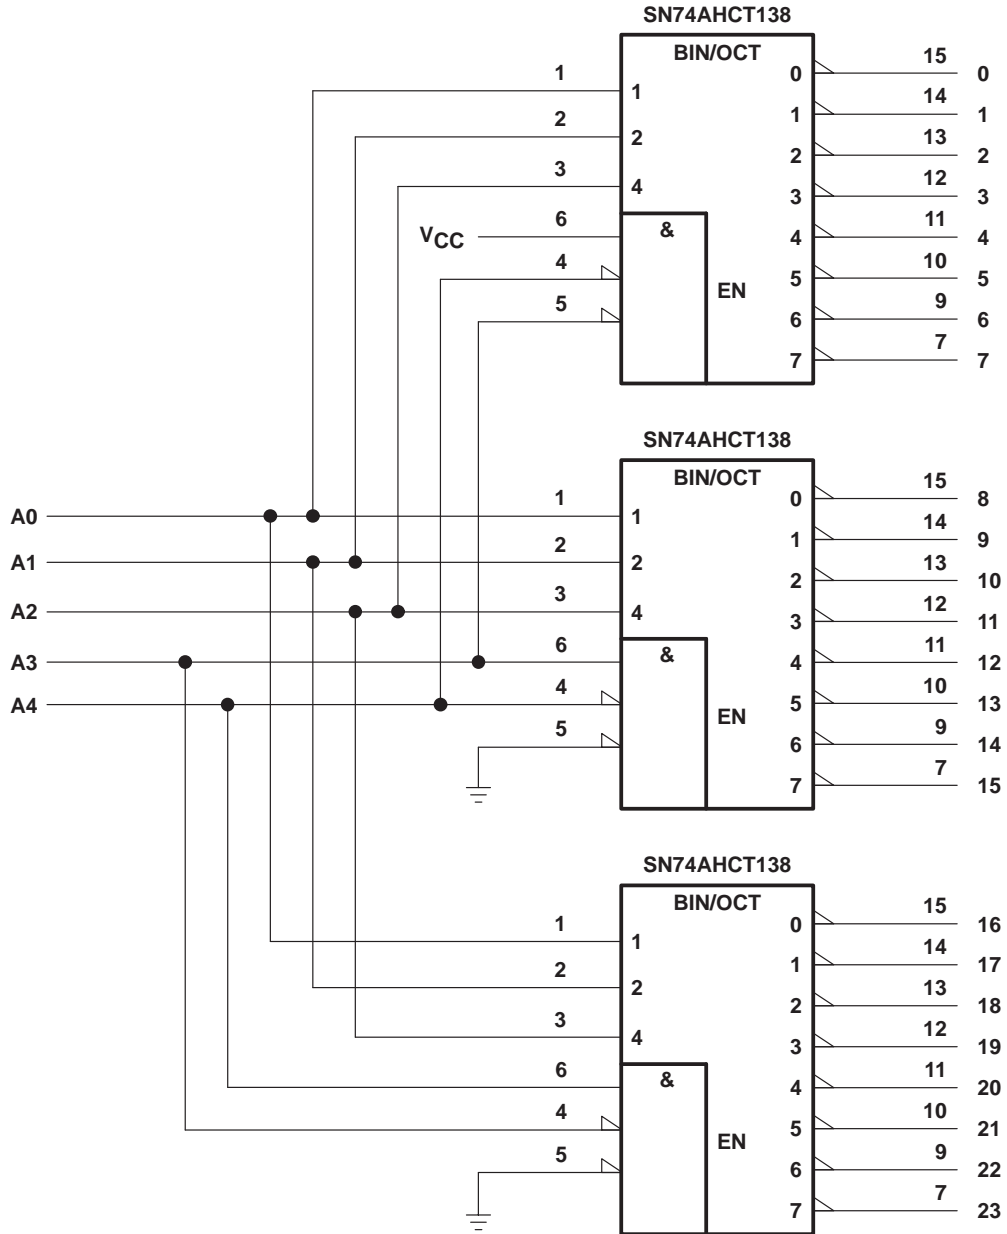 SN74AHCT138
BIN/OCT
1 1 0 15 0
2 2 1 14 1
3 4 2 13 2
3 12 3
VCC 6 & 4 11 4
4 5 10 5
EN
5 6 9 6
7 7 7
SN74AHCT138
BIN/OCT
0 15 8
A0 1 1 1 14 9
A1 2 2 2 13 10
A2 3 4 3 12 11
A3 6 & 4 11 12
A4 4 5 10 13
EN
5 6 9 14
7 7 15
SN74AHCT138
BIN/OCT
0 15 16
1 1 1 14 17
2 2 2 13 18
3 4 3 12 19
6 & 4 11 20
4 5 10 21
EN
5 6 9 22
7 7 23